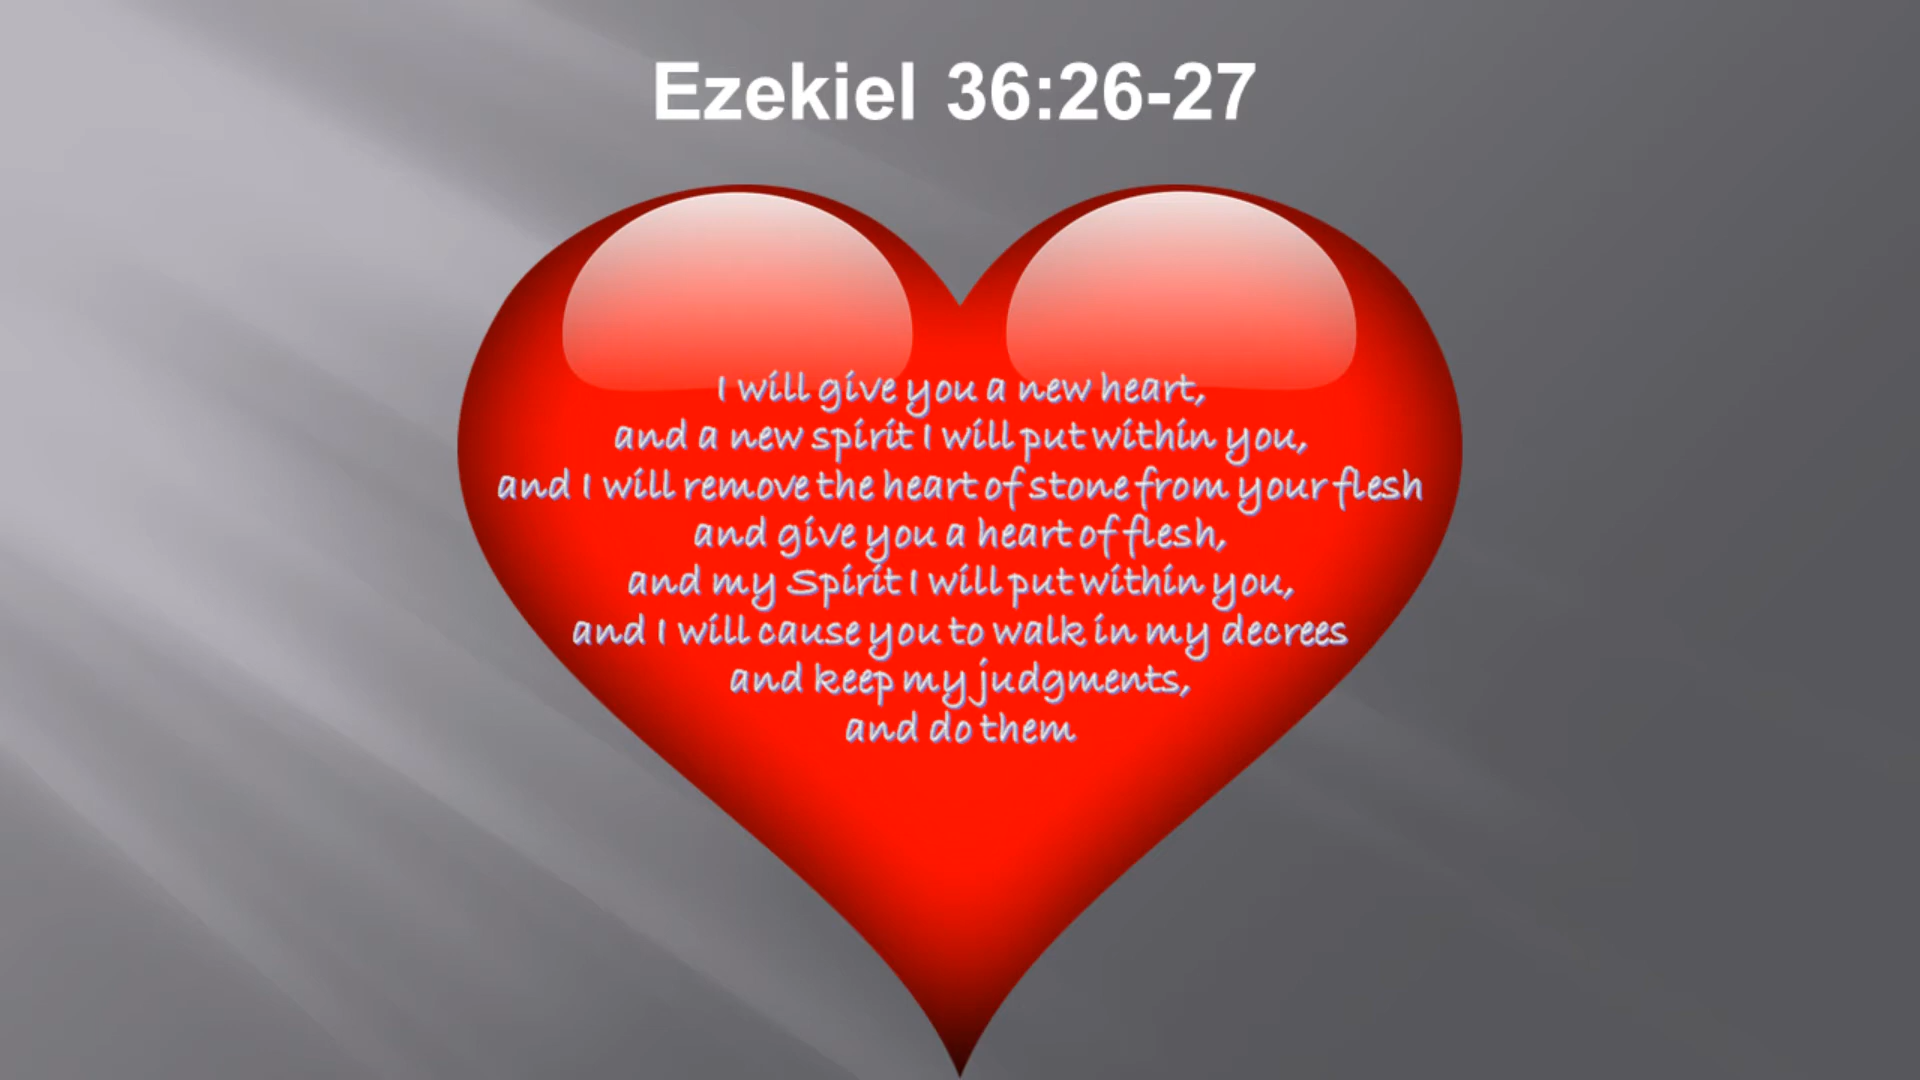 Ezekiel 36:26-27
I will give you a new heart,
and a new spirit I will put within you,
and I will remove the heart of stone from your flesh
and give you a heart of flesh,
and my Spirit I will put within you,
and I will cause you to walk in my decrees
and keep my judgments,
and do them